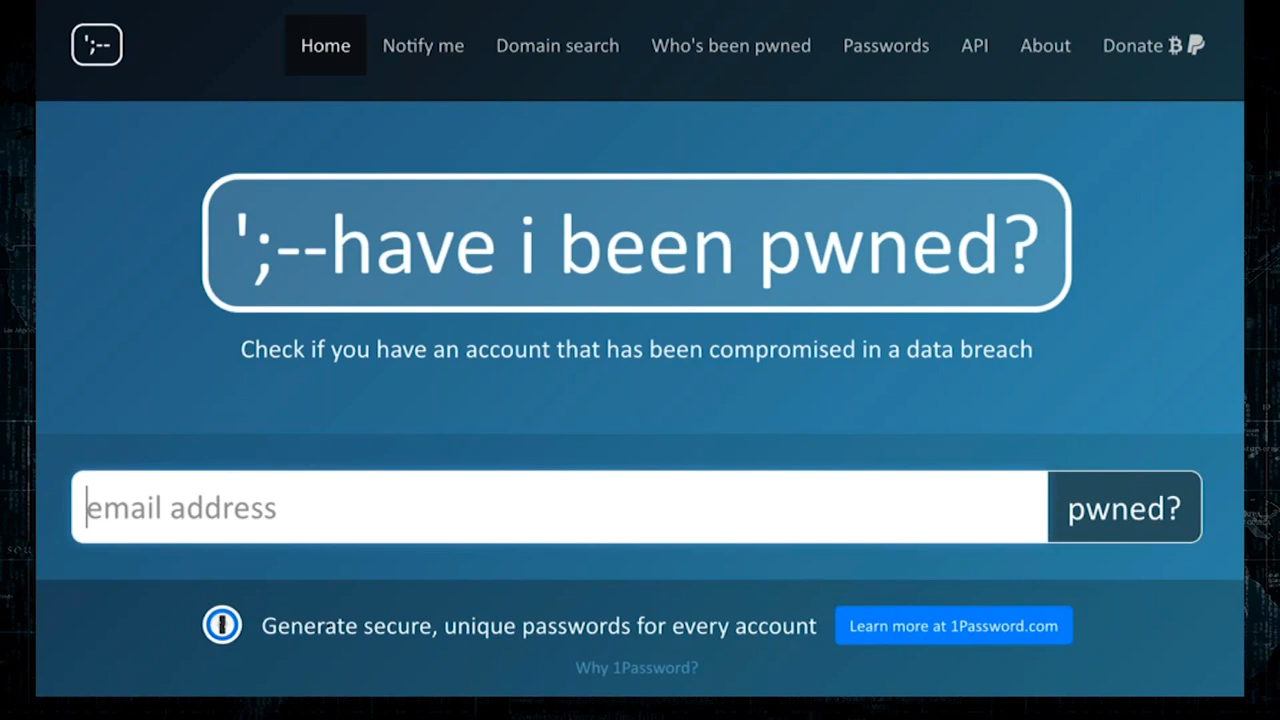 ';--
Home Notify me Domain search Who's been pwned Passwords API About Donate
';--have i been pwned?
Check if you have an account that has been compromised in a data breach
email address
pwned?
Generate secure, unique passwords for every account
Learn more at 1Password.com
Why 1Password?